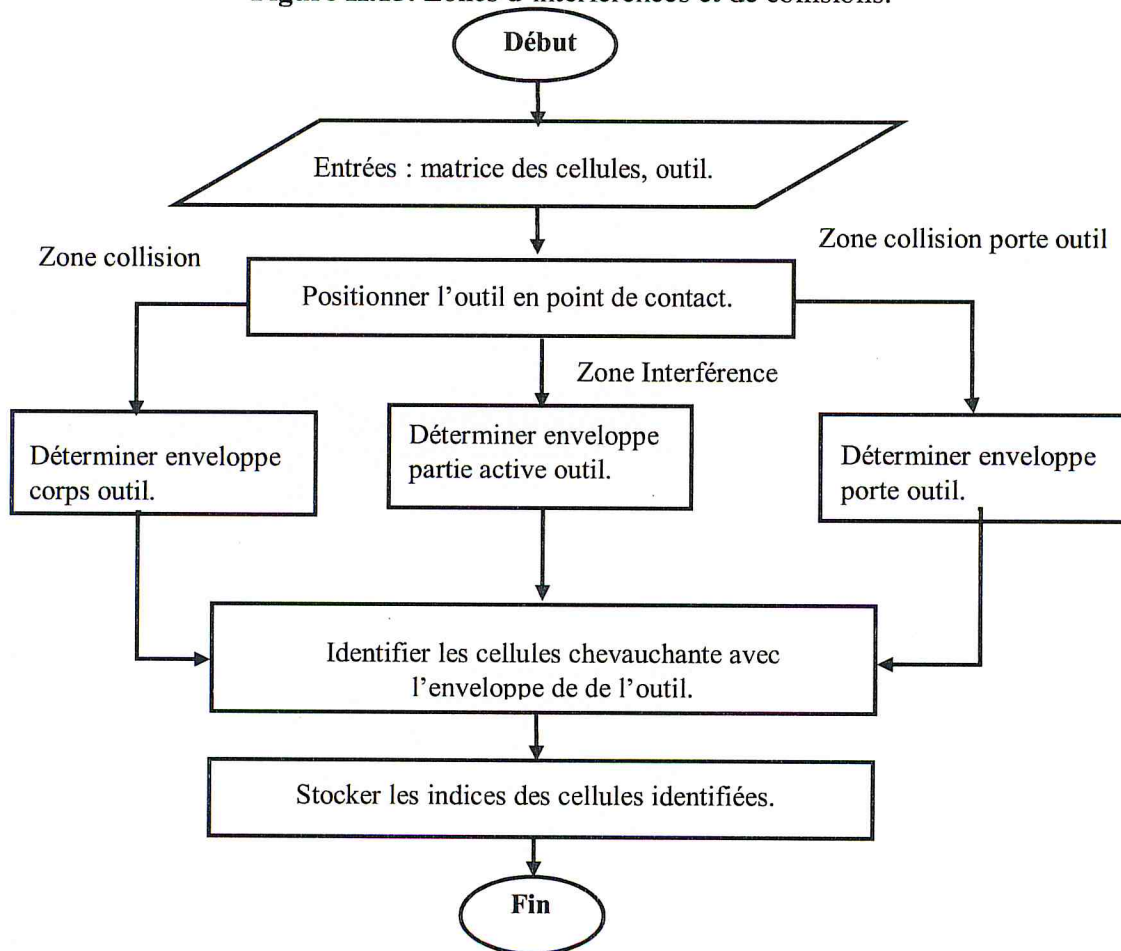 Début
Entrées : matrice des cellules, outil.
Zone collision
Zone collision porte outil
Positionner l'outil en point de contact.
Zone Interférence
Déterminer enveloppe
corps outil.
Déterminer enveloppe
partie active outil.
Déterminer enveloppe
porte outil.
Identifier les cellules chevauchante avec
l'enveloppe de de l'outil.
Stocker les indices des cellules identifiées.
Fin